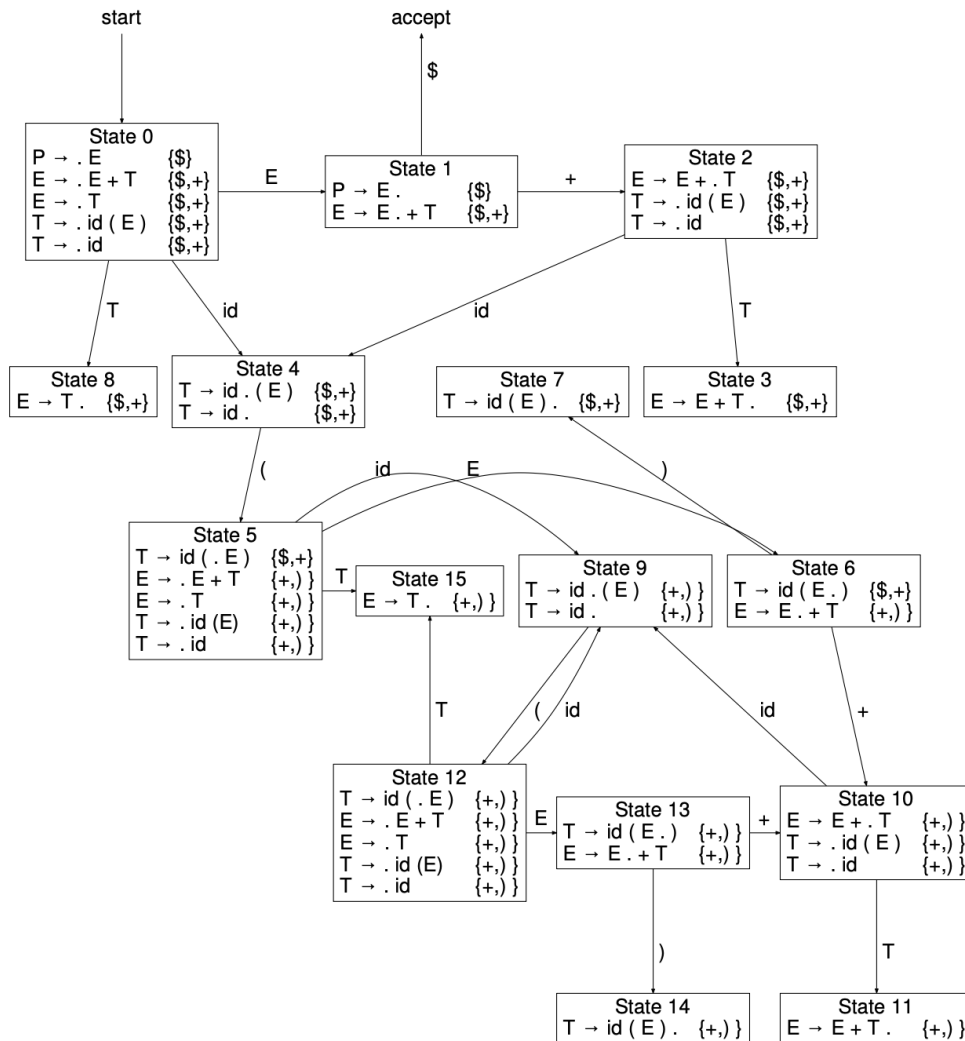 start
accept
$
State 0
P → . E {$}
E → . E + T {$,+}
E → . T {$,+}
T → . id ( E ) {$,+}
T → . id {$,+}
E
State 1
P → E . {$}
E → E . + T {$,+}
+
State 2
E → E + . T {$,+}
T → . id ( E ) {$,+}
T → . id {$,+}
T
id
id
T
State 8
E → T . {$,+}
State 4
T → id . ( E ) {$,+}
T → id . {$,+}
State 7
T → id ( E ) . {$,+}
State 3
E → E + T . {$,+}
(
id
E
)
State 5
T → id ( . E ) {$,+}
E → . E + T {+,) }
E → . T {+,) }
T → . id (E) {+,) }
T → . id {+,) }
T
State 15
E → T . {+,) }
State 9
T → id . ( E ) {+,) }
T → id . {+,) }
State 6
T → id ( E . ) {$,+}
E → E . + T {+,) }
T
(
id
id
+
State 12
T → id ( . E ) {+,) }
E → . E + T {+,) }
E → . T {+,) }
T → . id (E) {+,) }
T → . id {+,) }
E
State 13
T → id ( E . ) {+,) }
E → E . + T {+,) }
+
State 10
E → E + . T {+,) }
T → . id ( E ) {+,) }
T → . id {+,) }
)
T
State 14
T → id ( E ) . {+,) }
State 11
E → E + T . {+,) }